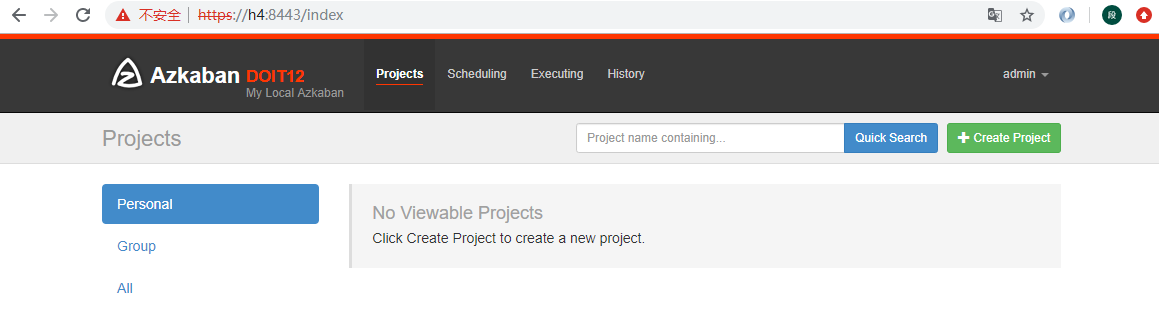 不安全 https://h4:8443/index
段
Azkaban DOIT12
My Local Azkaban
Projects Scheduling Executing History admin
Projects
Project name containing... Quick Search Create Project
Personal
Group
All
No Viewable Projects
Click Create Project to create a new project.